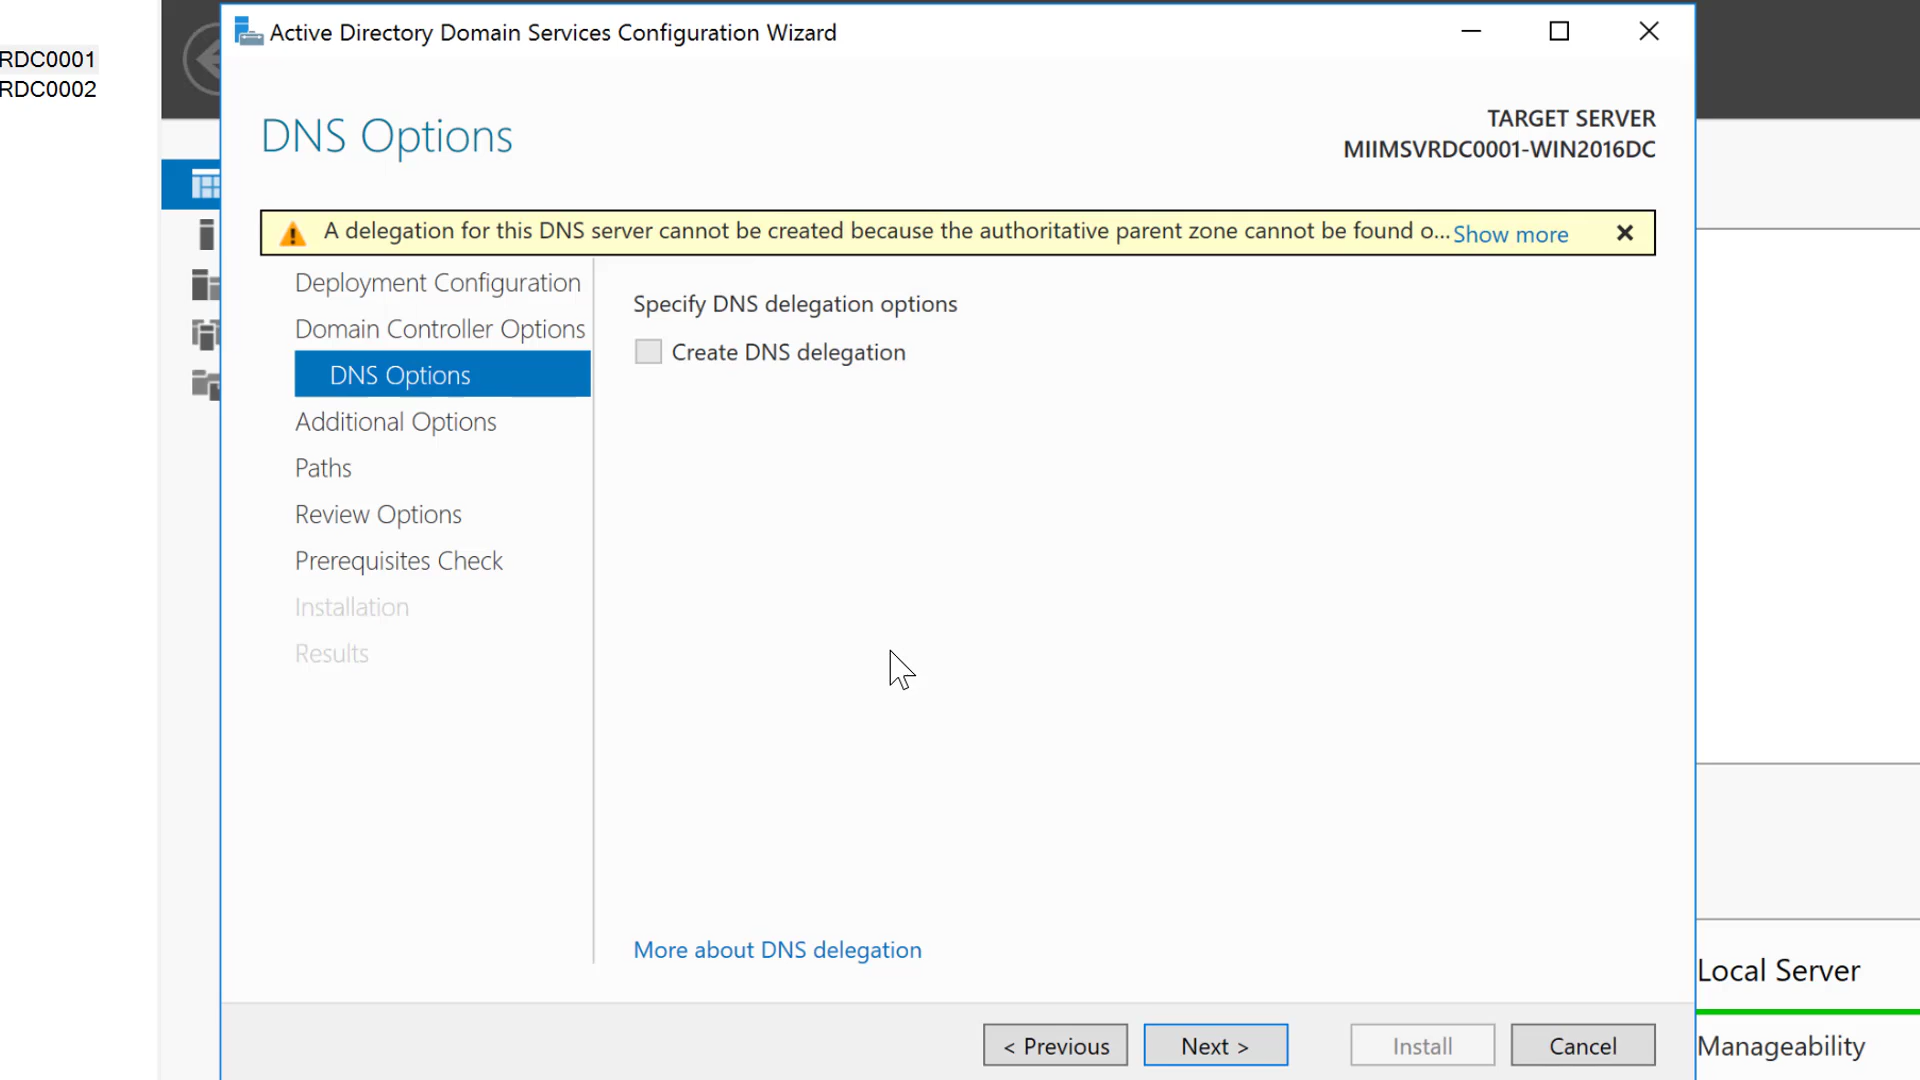 RDC0001
RDC0002
Active Directory Domain Services Configuration Wizard
DNS Options
TARGET SERVER
MIIMSVRDC0001-WIN2016DC
A delegation for this DNS server cannot be created because the authoritative parent zone cannot be found o... Show more
Deployment Configuration
Domain Controller Options
DNS Options
Additional Options
Paths
Review Options
Prerequisites Check
Installation
Results
Specify DNS delegation options
Create DNS delegation
More about DNS delegation
< Previous
Next >
Install
Cancel
Local Server
Manageability